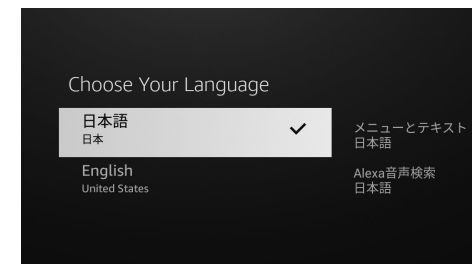 Choose Your Language
日本語
日本
English
United States
メニューとテキスト
日本語
Alexa音声検索
日本語